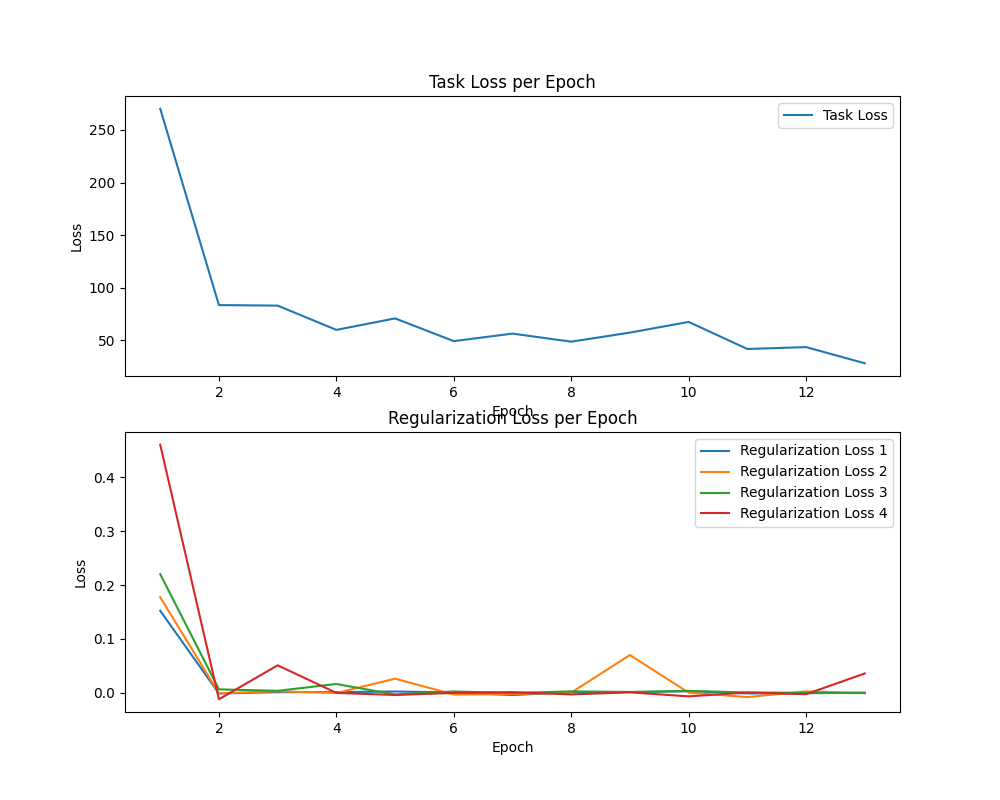 Task Loss per Epoch
Task Loss
Loss
250
200
150
100
50
2 4 6 8 10 12
Epoch
Regularization Loss per Epoch
Regularization Loss 1
Regularization Loss 2
Regularization Loss 3
Regularization Loss 4
Loss
0.4
0.3
0.2
0.1
0.0
2 4 6 8 10 12
Epoch